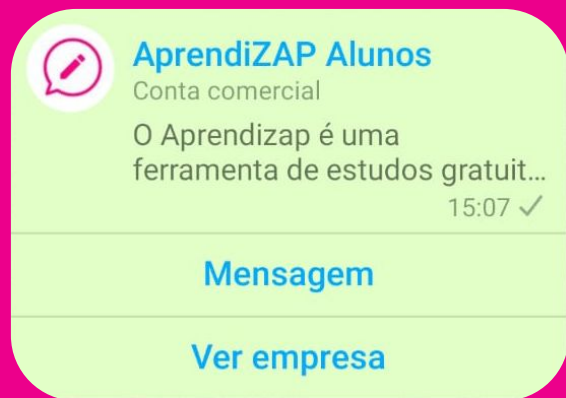 AprendiZAP Alunos
Conta comercial
O Aprendizap é uma
ferramenta de estudos gratuit...
15:07
Mensagem
Ver empresa